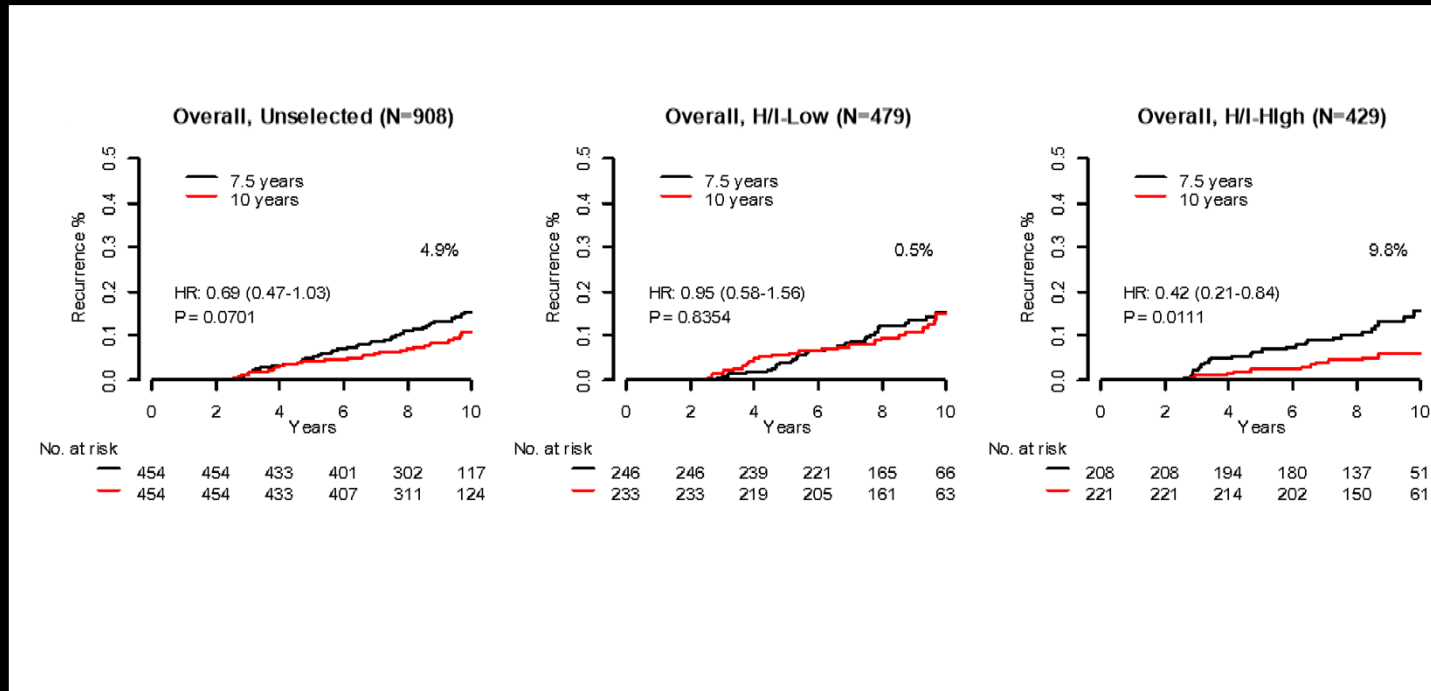 Overall, Unselected (N=908)
Recurrence %
0.0 0.1 0.2 0.3 0.4 0.5
7.5 years
10 years
4.9%
HR: 0.69 (0.47-1.03)
P = 0.0701
0 2 4 6 8 10
Years
No. at risk
454 454 433 401 302 117
454 454 433 407 311 124
Overall, H/I-Low (N=479)
Recurrence %
0.0 0.1 0.2 0.3 0.4 0.5
7.5 years
10 years
0.5%
HR: 0.95 (0.58-1.56)
P = 0.8354
0 2 4 6 8 10
Years
No. at risk
246 246 239 221 165 66
233 233 219 205 161 63
Overall, H/I-High (N=429)
Recurrence %
0.0 0.1 0.2 0.3 0.4 0.5
7.5 years
10 years
9.8%
HR: 0.42 (0.21-0.84)
P = 0.0111
0 2 4 6 8 10
Years
No. at risk
208 208 194 180 137 51
221 221 214 202 150 61